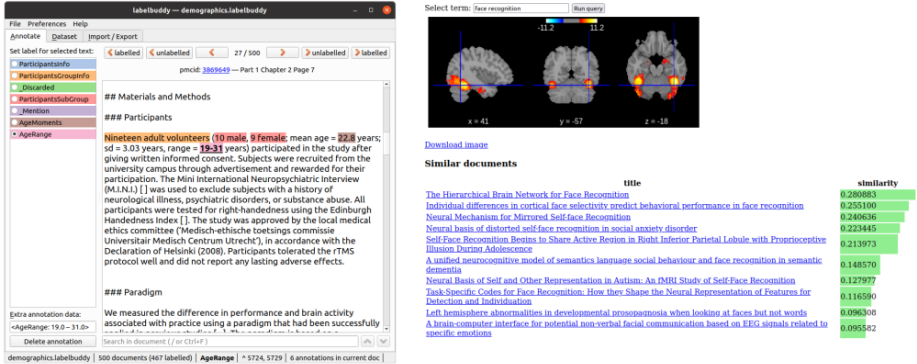 labelbuddy — demographics.labelbuddy
File Preferences Help
Annotate Dataset Import / Export
Set label for selected text:
ParticipantsInfo
ParticipantsGroupInfo
_Discarded
ParticipantsSubGroup
_Mention
AgeMoments
AgeRange
Extra annotation data:
<AgeRange: 19.0 – 31.0>
Delete annotation
labelled unlabelled 27 / 500 unlabelled labelled
pmcid: 3869649 — Part 1 Chapter 2 Page 7
## Materials and Methods
### Participants
Nineteen adult volunteers (10 male, 9 female; mean age = 22.8 years;
sd = 3.03 years, range = 19-31 years) participated in the study after
giving written informed consent. Subjects were recruited from the
university campus through advertisement and rewarded for their
participation. The Mini International Neuropsychiatric Interview
(M.I.N.I.) [ ] was used to exclude subjects with a history of
neurological illness, psychiatric disorders, or substance abuse. All
participants were tested for right-handedness using the Edinburgh
Handedness Index [ ]. The study was approved by the local medical
ethics committee ('Medisch-ethische toetsings commissie
Universitair Medisch Centrum Utrecht'), in accordance with the
Declaration of Helsinki (2008). Participants tolerated the rTMS
protocol well and did not report any lasting adverse effects.
### Paradigm
We measured the difference in performance and brain activity
associated with practice using a paradigm that had been successfully
Search in document ( / or Ctrl+F )
demographics.labelbuddy 500 documents (467 labelled) AgeRange ^ 5724, 5729 6 annotations in current doc
Select term: face recognition Run query
-11.2 11.2
x = 41 y = -57 z = -18
Download image
Similar documents
title similarity
The Hierarchical Brain Network for Face Recognition 0.280883
Individual differences in cortical face selectivity predict behavioral performance in face recognition 0.255100
Neural Mechanism for Mirrored Self-face Recognition 0.240636
Neural basis of distorted self-face recognition in social anxiety disorder 0.223445
Self-Face Recognition Begins to Share Active Region in Right Inferior Parietal Lobule with Proprioceptive
Illusion During Adolescence 0.213973
A unified neurocognitive model of semantics language social behaviour and face recognition in semantic
dementia 0.148570
Neural Basis of Self and Other Representation in Autism: An fMRI Study of Self-Face Recognition 0.127977
Task-Specific Codes for Face Recognition: How they Shape the Neural Representation of Features for
Detection and Individuation 0.116590
Left hemisphere abnormalities in developmental prosopagnosia when looking at faces but not words 0.096308
A brain-computer interface for potential non-verbal facial communication based on EEG signals related to
specific emotions 0.095582